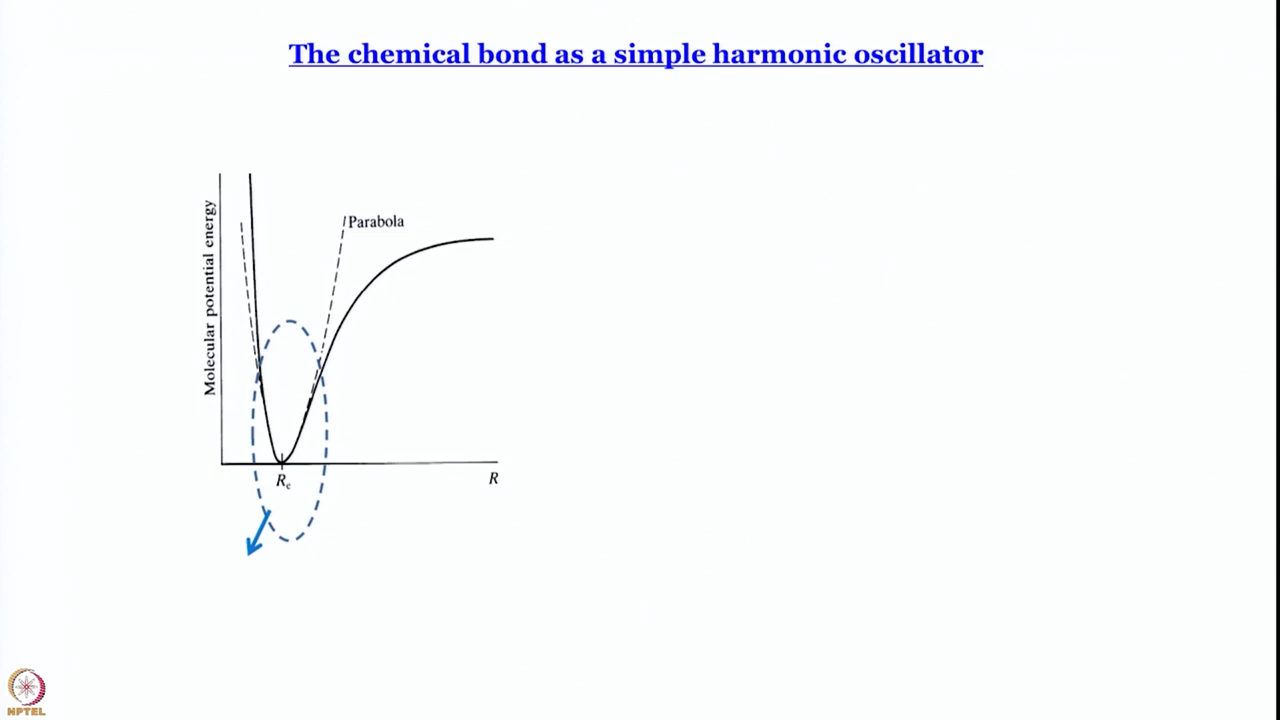 The chemical bond as a simple harmonic oscillator
Parabola
Molecular potential energy
Re
R
NPTEL